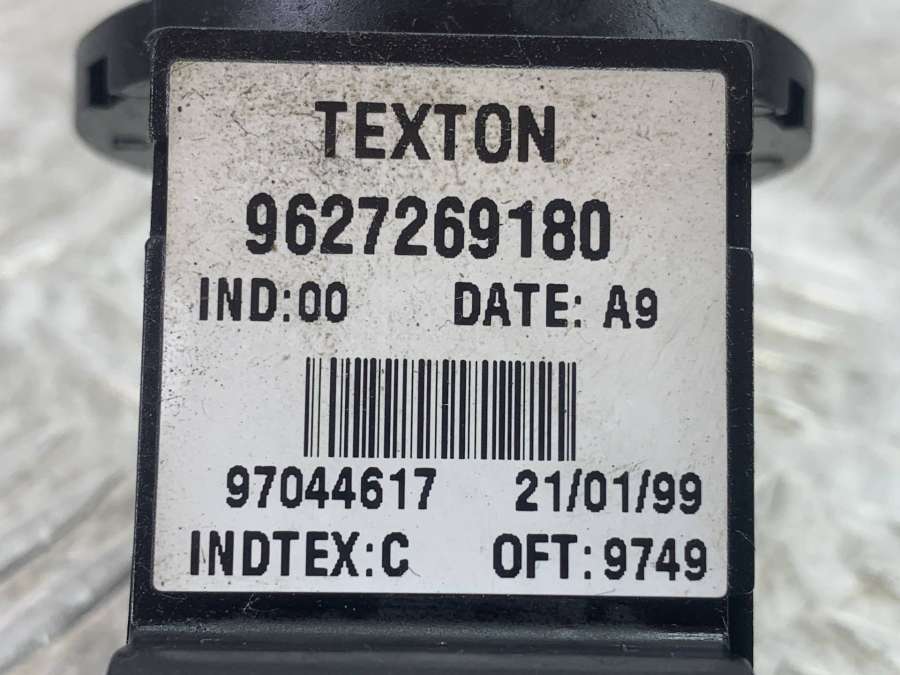 TEXTON
9627269180
IND:00 DATE: A9
97044617 21/01/99
INDTEX:C OFT:9749